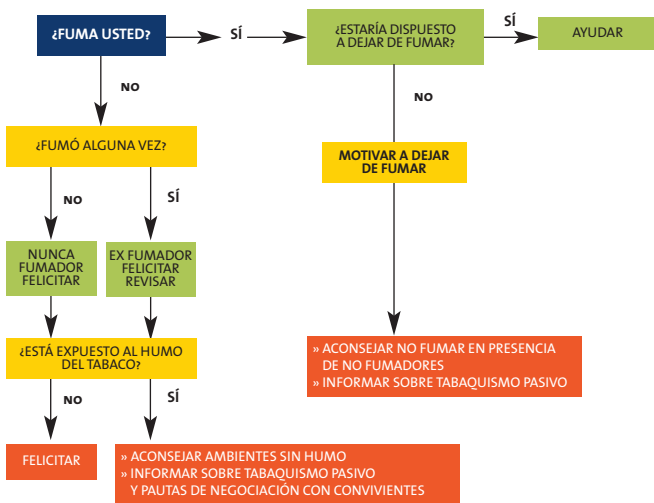 ¿FUMA USTED?
SÍ
¿ESTARÍA DISPUESTO
A DEJAR DE FUMAR?
SÍ
AYUDAR
NO
NO
¿FUMÓ ALGUNA VEZ?
MOTIVAR A DEJAR
DE FUMAR
NO
SÍ
NUNCA
FUMADOR
FELICITAR
EX FUMADOR
FELICITAR
REVISAR
¿ESTÁ EXPUESTO AL HUMO
DEL TABACO?
» ACONSEJAR NO FUMAR EN PRESENCIA
DE NO FUMADORES
» INFORMAR SOBRE TABAQUISMO PASIVO
NO
SÍ
FELICITAR
» ACONSEJAR AMBIENTES SIN HUMO
» INFORMAR SOBRE TABAQUISMO PASIVO
Y PAUTAS DE NEGOCIACIÓN CON CONVIVIENTES